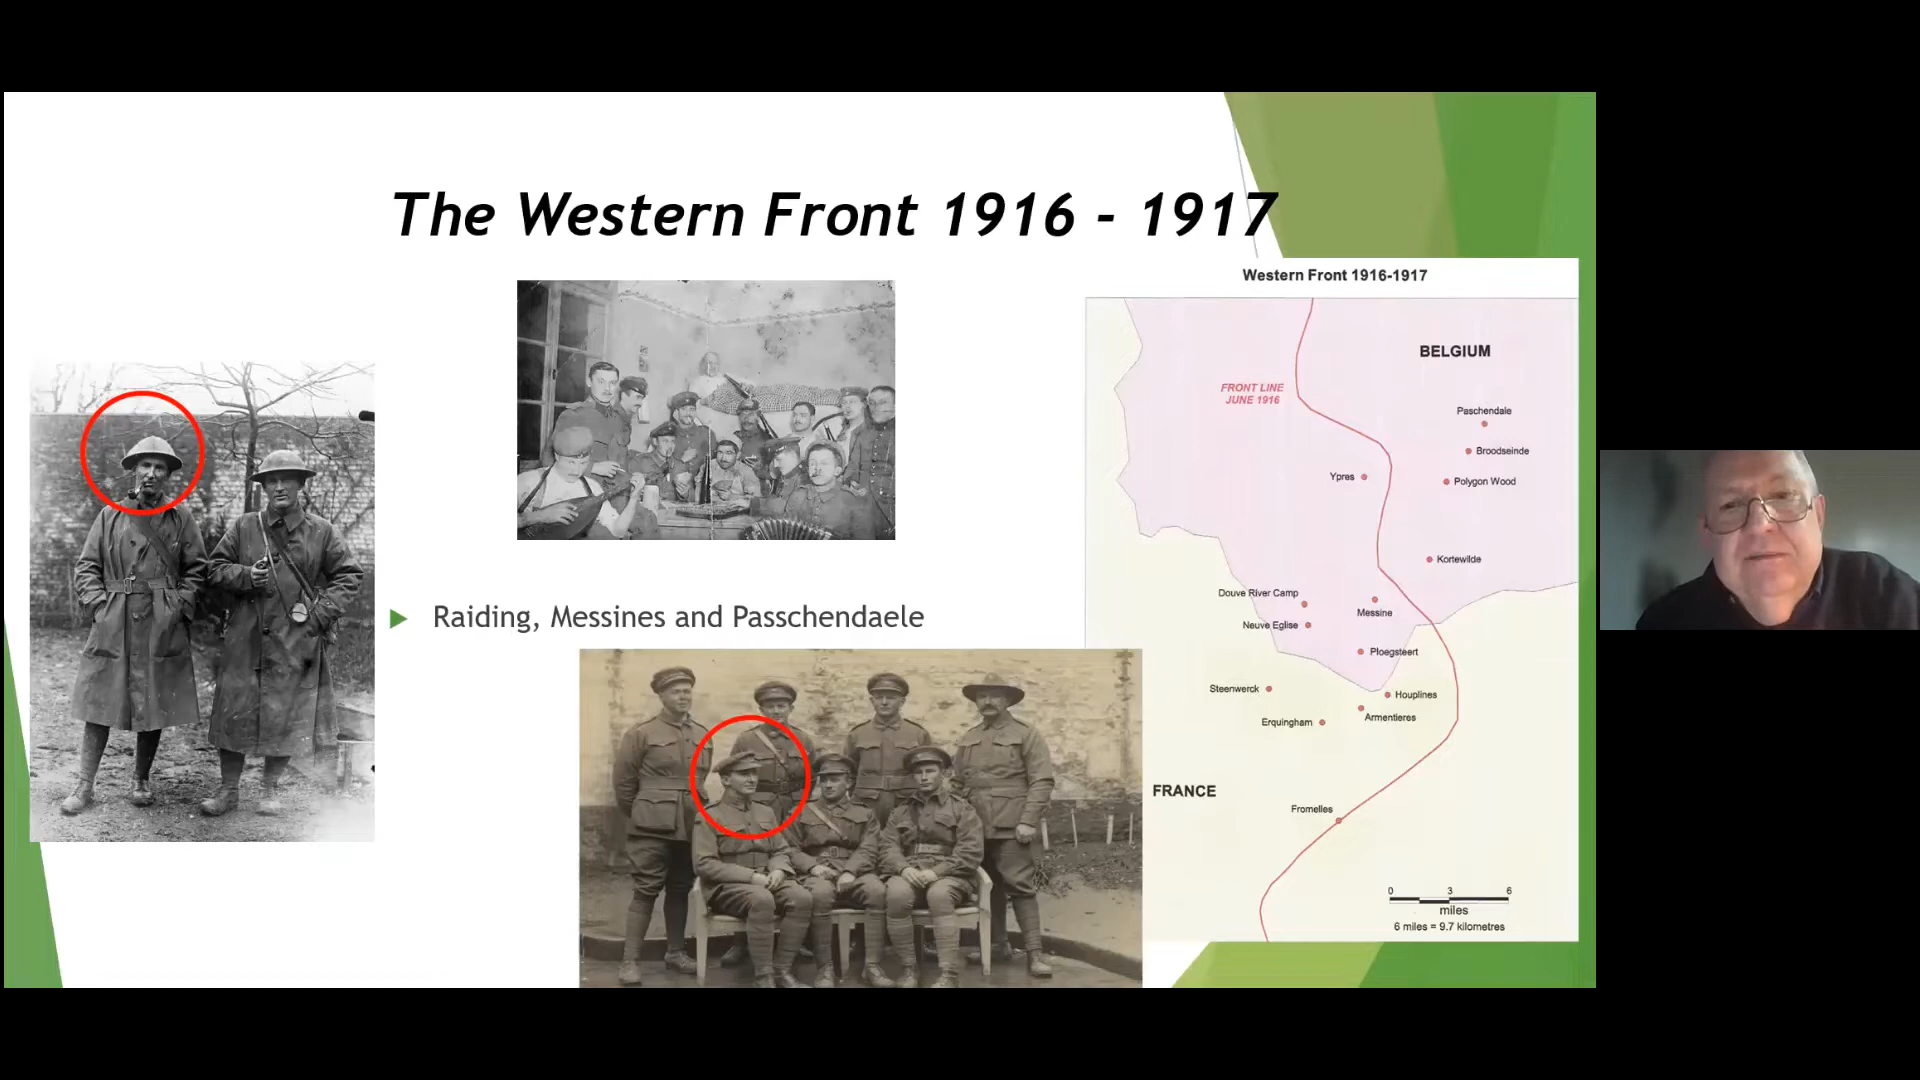 The Western Front 1916 - 1917
Raiding, Messines and Passchendaele
Western Front 1916-1917
BELGIUM
FRONT LINE
JUNE 1916
Paschendale
Broodseinde
Ypres
Polygon Wood
Kortewilde
Douve River Camp
Messine
Neuve Eglise
Ploegsteert
Steenwerck
Houplines
Armentieres
Erquingham
FRANCE
Fromelles
0 3 6
miles
6 miles = 9.7 kilometres